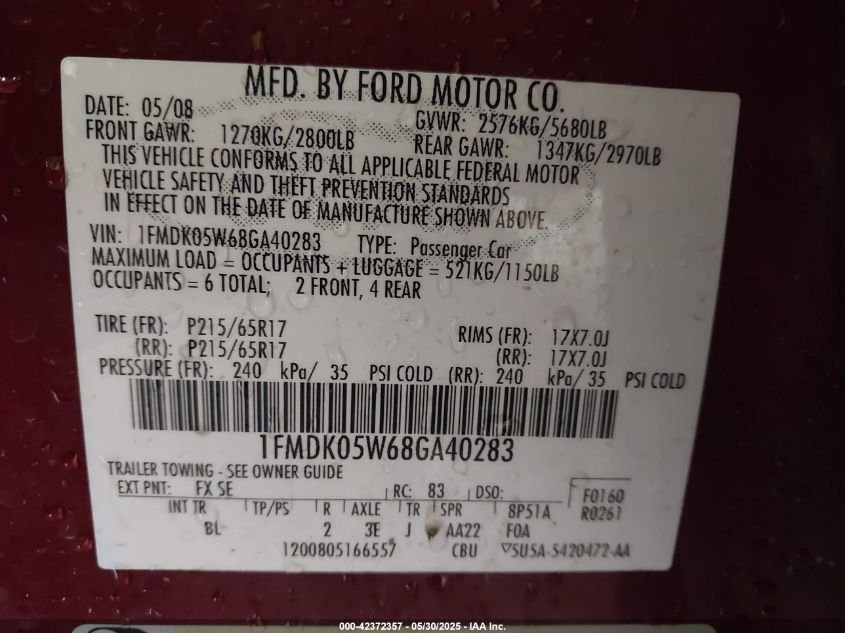 MFD. BY FORD MOTOR CO.
DATE: 05/08 GVWR: 2576KG/5680LB
FRONT GAWR: 1270KG/2800LB REAR GAWR: 1347KG/2970LB
THIS VEHICLE CONFORMS TO ALL APPLICABLE FEDERAL MOTOR
VEHICLE SAFETY AND THEFT PREVENTION STANDARDS
IN EFFECT ON THE DATE OF MANUFACTURE SHOWN ABOVE.
VIN: 1FMDK05W68GA40283 TYPE: Passenger Car
MAXIMUM LOAD = OCCUPANTS + LUGGAGE = 521KG/1150LB
OCCUPANTS = 6 TOTAL; 2 FRONT, 4 REAR
TIRE (FR): P215/65R17 RIMS (FR): 17X7.0J
(RR): P215/65R17 (RR): 17X7.0J
PRESSURE (FR): 240 kPa/ 35 PSI COLD (RR): 240 kPa/ 35 PSI COLD
1FMDK05W68GA40283
TRAILER TOWING - SEE OWNER GUIDE
EXT PNT: FX SE RC: 83 DSO: F0160
INT TR TP/PS R AXLE TR SPR 8P51A R0261
BL 2 3E J AA22 FOA
1200805166557 CBU 5U5A-5420472-AA
000-42372357 - 05/30/2025 - IAA Inc.